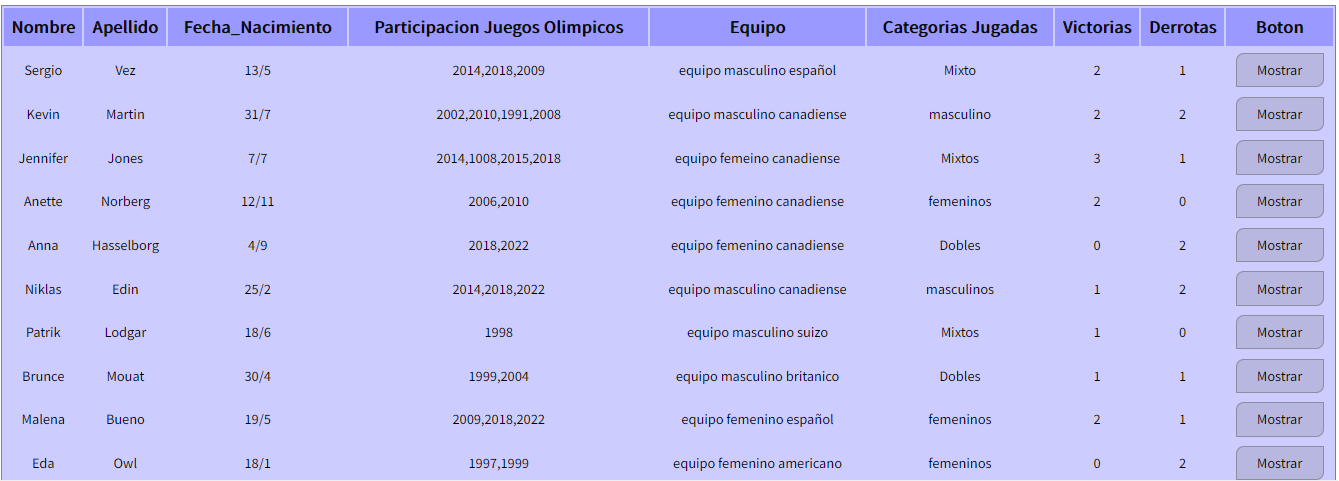 Nombre Apellido Fecha_Nacimiento Participacion Juegos Olimpicos Equipo Categorias Jugadas Victorias Derrotas Boton
Sergio Vez 13/5 2014,2018,2009 equipo masculino español Mixto 2 1 Mostrar
Kevin Martin 31/7 2002,2010,1991,2008 equipo masculino canadiense masculino 2 2 Mostrar
Jennifer Jones 7/7 2014,1008,2015,2018 equipo femeino canadiense Mixtos 3 1 Mostrar
Anette Norberg 12/11 2006,2010 equipo femenino canadiense femeninos 2 0 Mostrar
Anna Hasselborg 4/9 2018,2022 equipo femenino canadiense Dobles 0 2 Mostrar
Niklas Edin 25/2 2014,2018,2022 equipo masculino canadiense masculinos 1 2 Mostrar
Patrik Lodgar 18/6 1998 equipo masculino suizo Mixtos 1 0 Mostrar
Brunce Mouat 30/4 1999,2004 equipo masculino britanico Dobles 1 1 Mostrar
Malena Bueno 19/5 2009,2018,2022 equipo femenino español femeninos 2 1 Mostrar
Eda Owl 18/1 1997,1999 equipo femenino americano femeninos 0 2 Mostrar